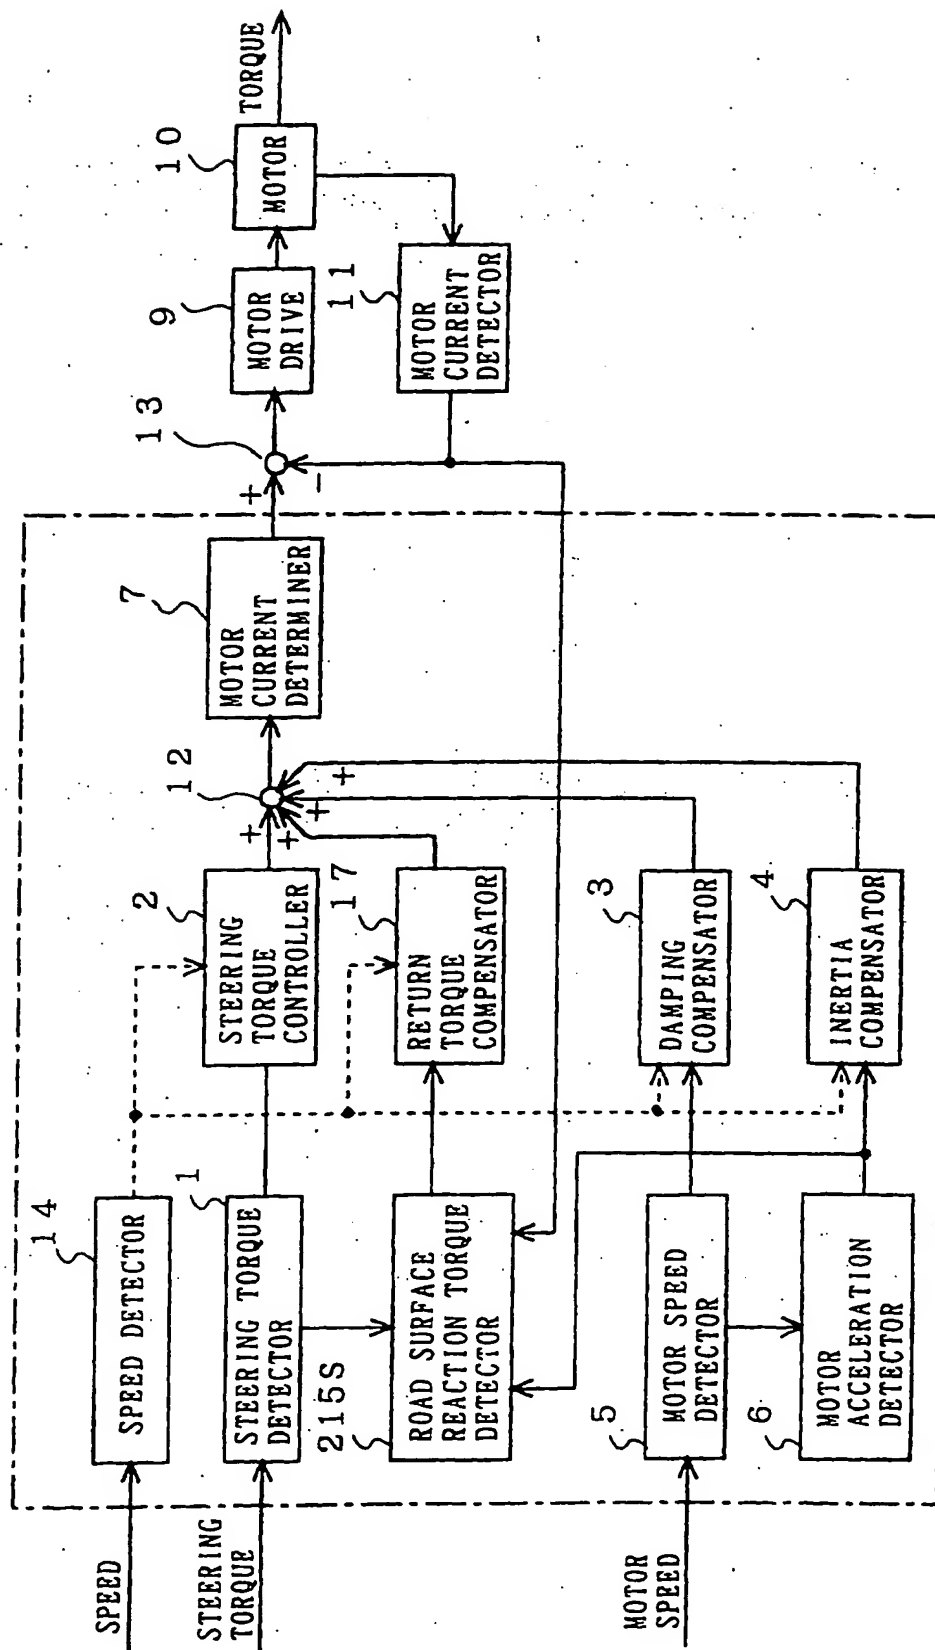 SPEED
14
SPEED DETECTOR
STEERING
TORQUE
1
STEERING TORQUE
DETECTOR
2
STEERING
TORQUE
CONTROLLER
+
+
+
+
12
7
MOTOR
CURRENT
DETERMINER
+
−
13
9
MOTOR
DRIVE
10
MOTOR
TORQUE
11
MOTOR
CURRENT
DETECTOR
215S
ROAD SURFACE
REACTION TORQUE
DETECTOR
17
RETURN
TORQUE
COMPENSATOR
MOTOR
SPEED
5
MOTOR SPEED
DETECTOR
3
DAMPING
COMPENSATOR
6
MOTOR
ACCELERATION
DETECTOR
4
INERTIA
COMPENSATOR